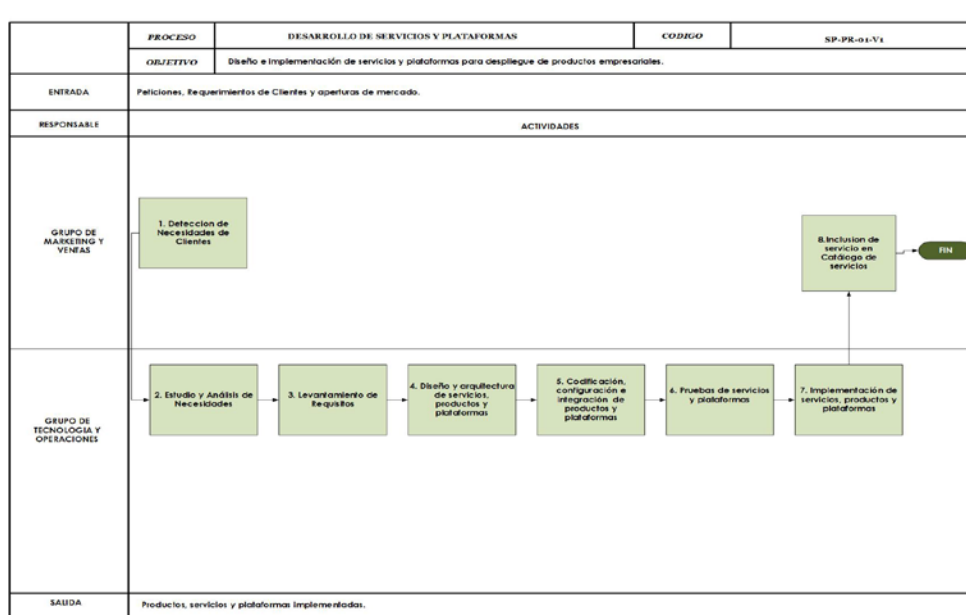 PROCESO DESARROLLO DE SERVICIOS Y PLATAFORMAS CODIGO SP-PR-01-V1
OBJETIVO Diseño e Implementación de servicios y plataformas para despliegue de productos empresariales.
ENTRADA Peticiones, Requerimientos de Clientes y aperturas de mercado.
RESPONSABLE ACTIVIDADES
GRUPO DE
MARKETING Y
VENTAS
1. Deteccion de
Necesidades de
Clientes
8.Inclusion de
servicio en
Catálogo de
servicios
FIN
GRUPO DE
TECNOLOGIA Y
OPERACIONES
2. Estudio y Análisis de
Necesidades
3. Levantamiento de
Requisitos
4. Diseño y arquitectura
de servicios,
productos y
plataformas
5. Codificación,
configuración e
integración de
productos y
plataformas
6. Pruebas de servicios
y plataformas
7. Implementación de
servicios, productos y
plataformas
SALIDA Productos, servicios y plataformas implementadas.